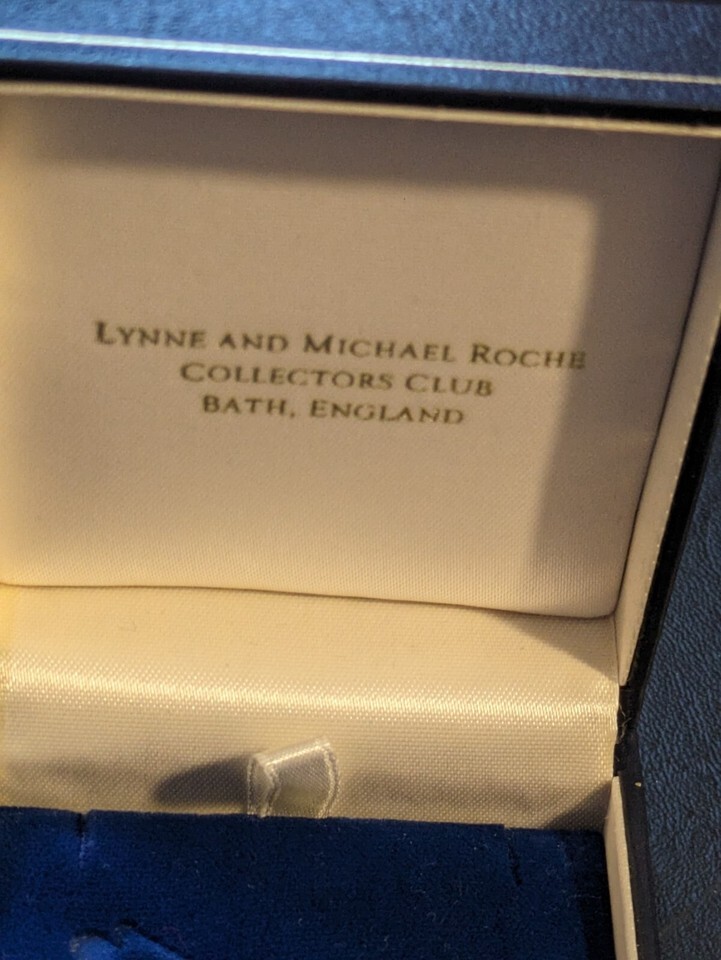 Lynne and Michael Roche
Collectors Club
Bath, England